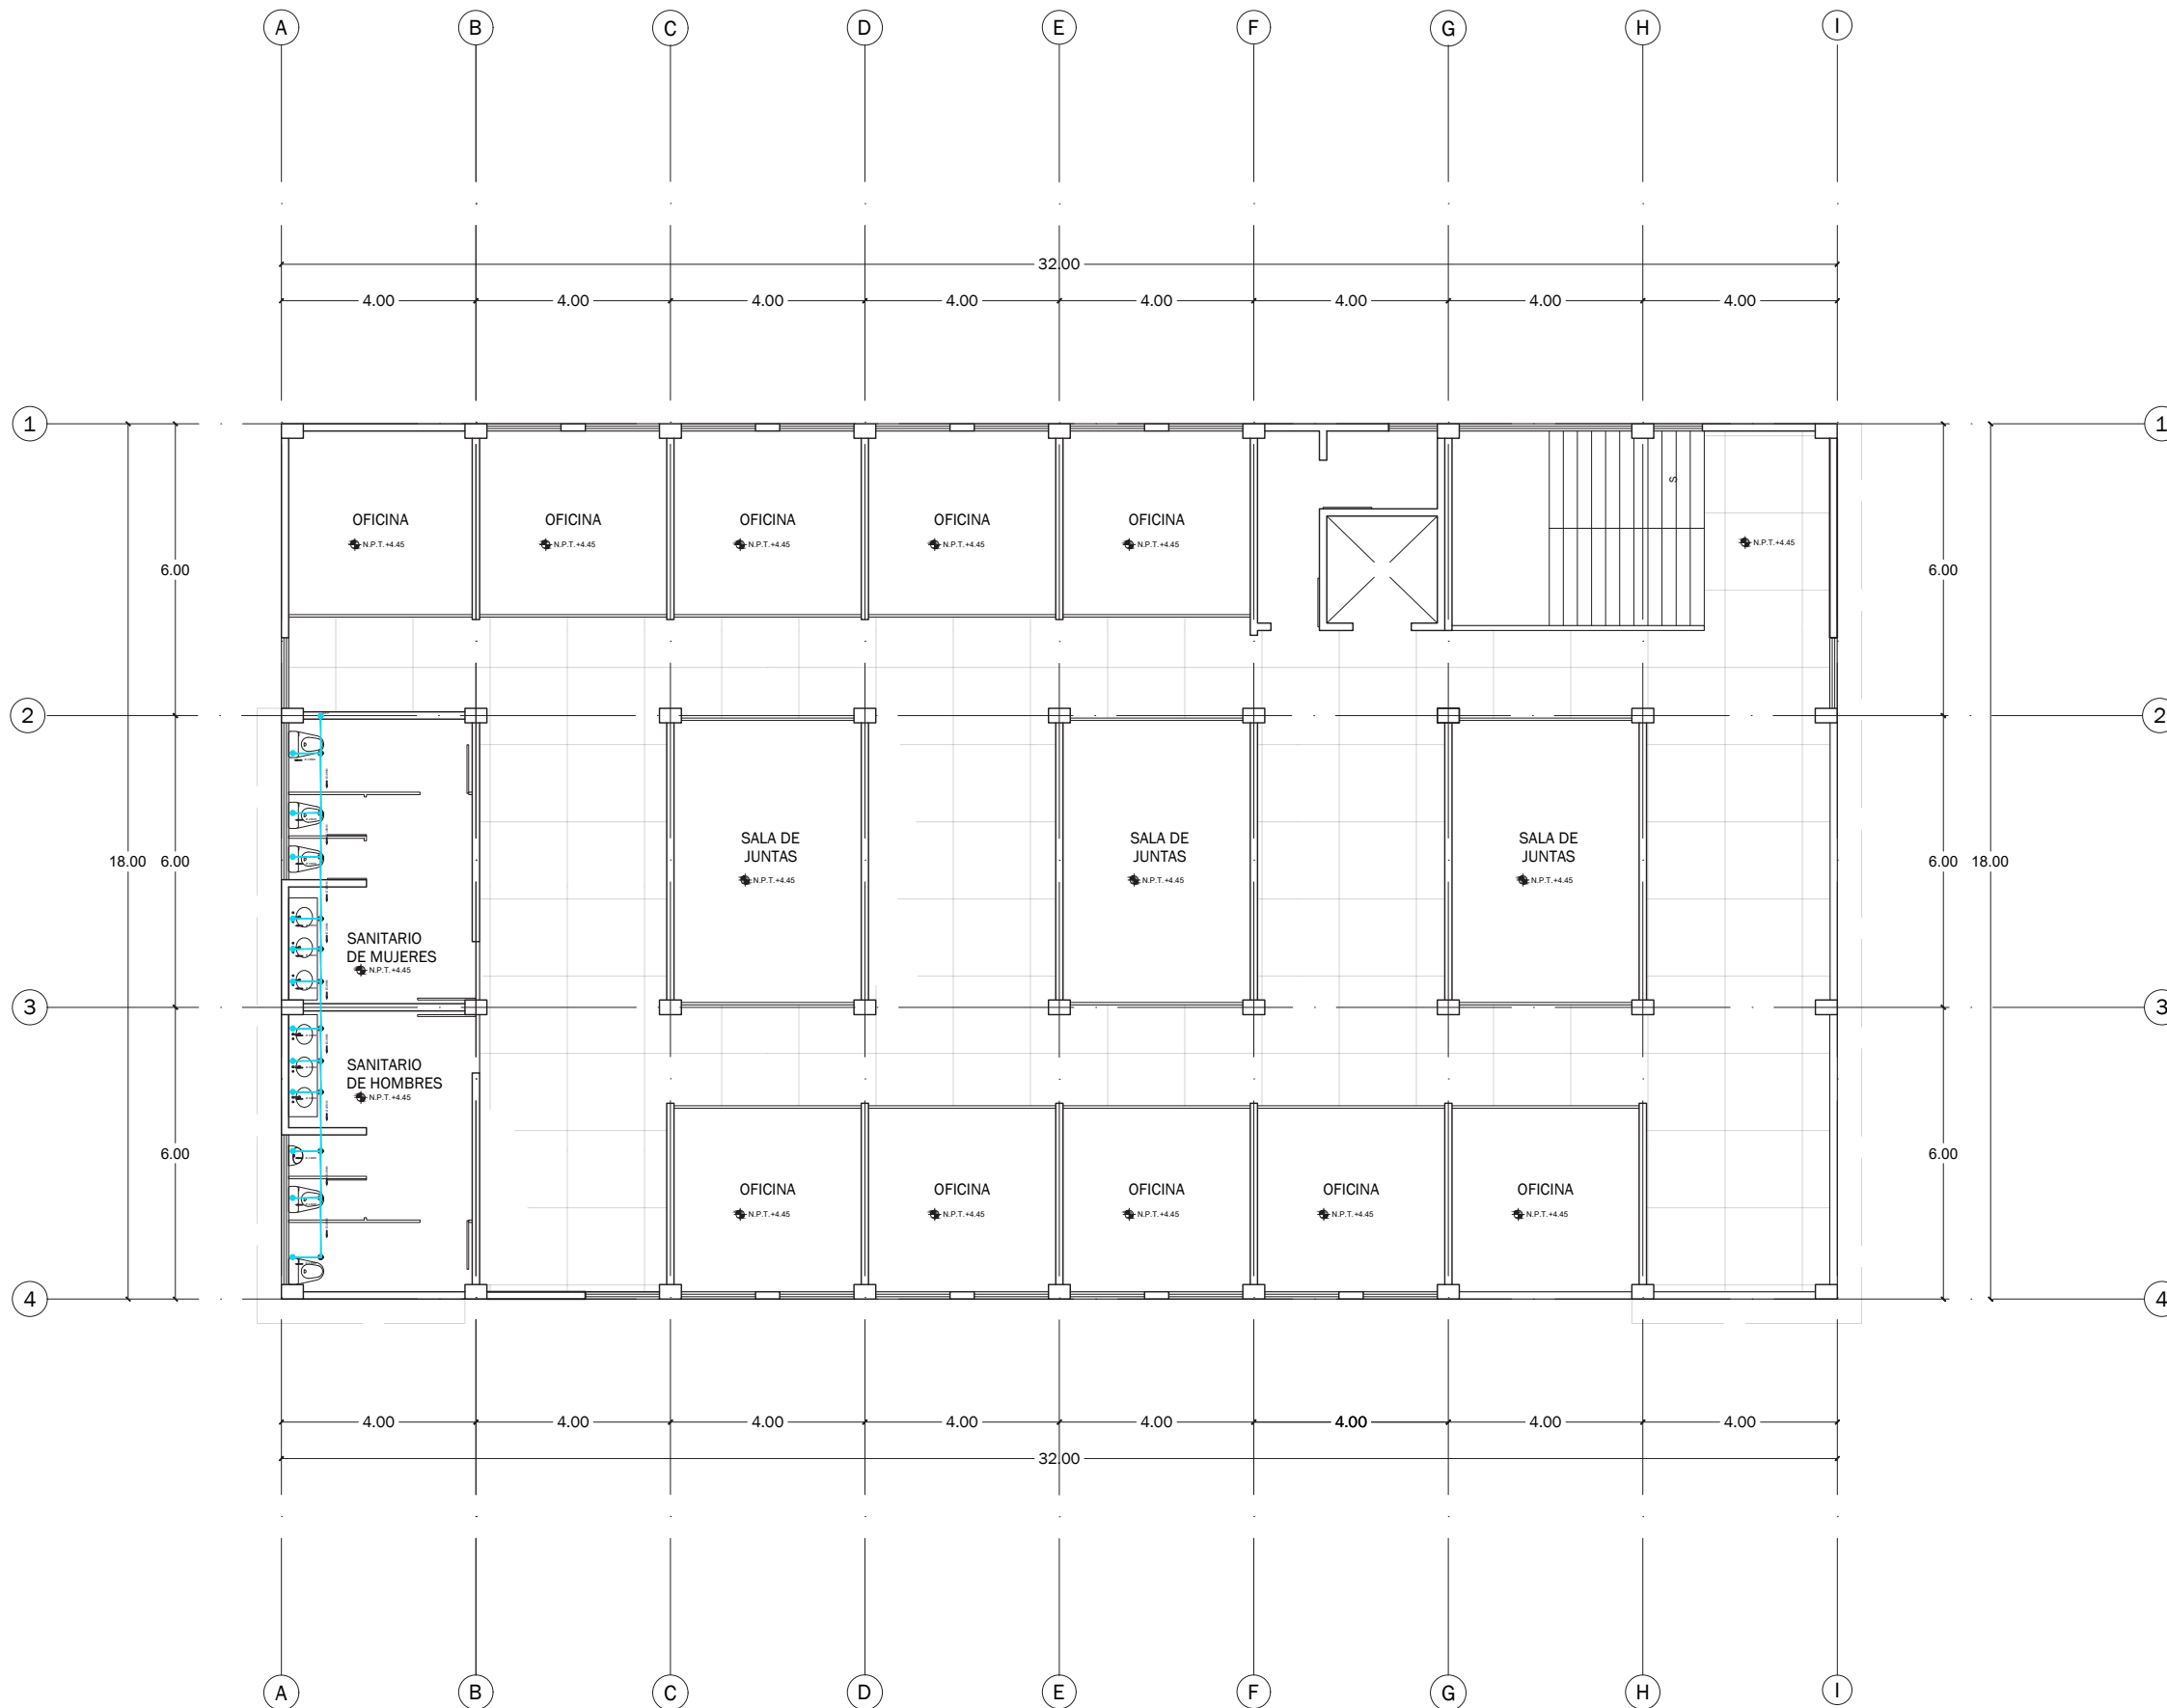 A B C D E F G H I
32.00
4.00 4.00 4.00 4.00 4.00 4.00 4.00 4.00
1 1
S
OFICINA OFICINA OFICINA OFICINA OFICINA
N.P.T.+4.45 N.P.T.+4.45 N.P.T.+4.45 N.P.T.+4.45 N.P.T.+4.45 N.P.T.+4.45
6.00 6.00
2 2
SALA DE SALA DE SALA DE
JUNTAS JUNTAS JUNTAS
18.00 6.00 6.00 18.00
N.P.T.+4.45 N.P.T.+4.45 N.P.T.+4.45
SANITARIO
DE MUJERES
N.P.T.+4.45
3 3
SANITARIO
DE HOMBRES
N.P.T.+4.45
6.00 6.00
OFICINA OFICINA OFICINA OFICINA OFICINA
N.P.T.+4.45 N.P.T.+4.45 N.P.T.+4.45 N.P.T.+4.45 N.P.T.+4.45
4 4
4.00 4.00 4.00 4.00 4.00 4.00 4.00 4.00
32.00
A B C D E F G H I